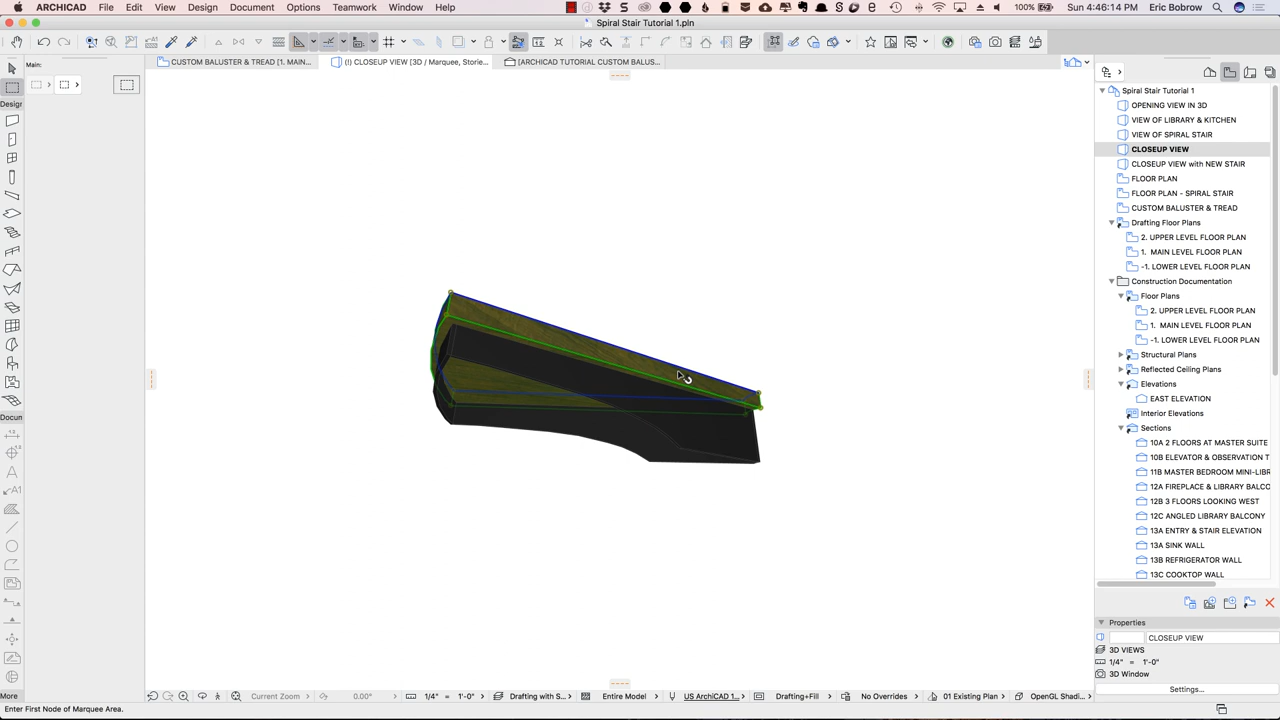 ARCHICAD File Edit View Design Document Options Teamwork Window Help
100% Sun 4:46:14 PM Eric Bobrow
Spiral Stair Tutorial 1.pln
CUSTOM BALUSTER & TREAD [1. MAIN...
(!) CLOSEUP VIEW [3D / Marquee, Storie...
[ARCHICAD TUTORIAL CUSTOM BALUS...
Main:
Design
Docum
More
Spiral Stair Tutorial 1
OPENING VIEW IN 3D
VIEW OF LIBRARY & KITCHEN
VIEW OF SPIRAL STAIR
CLOSEUP VIEW
CLOSEUP VIEW with NEW STAIR
FLOOR PLAN
FLOOR PLAN - SPIRAL STAIR
CUSTOM BALUSTER & TREAD
Drafting Floor Plans
2. UPPER LEVEL FLOOR PLAN
1. MAIN LEVEL FLOOR PLAN
-1. LOWER LEVEL FLOOR PLAN
Construction Documentation
Floor Plans
2. UPPER LEVEL FLOOR PLAN
1. MAIN LEVEL FLOOR PLAN
-1. LOWER LEVEL FLOOR PLAN
Structural Plans
Reflected Ceiling Plans
Elevations
EAST ELEVATION
Interior Elevations
Sections
10A 2 FLOORS AT MASTER SUITE
10B ELEVATOR & OBSERVATION T
11B MASTER BEDROOM MINI-LIBR
12A FIREPLACE & LIBRARY BALCO
12B 3 FLOORS LOOKING WEST
12C ANGLED LIBRARY BALCONY
13A ENTRY & STAIR ELEVATION
13A SINK WALL
13B REFRIGERATOR WALL
13C COOKTOP WALL
Properties
CLOSEUP VIEW
3D VIEWS
1/4" = 1'-0"
3D Window
Settings...
Current Zoom 0.00° 1/4" = 1'-0" Drafting with S... Entire Model US ArchiCAD 1... Drafting+Fill No Overrides 01 Existing Plan OpenGL Shadi...
Enter First Node of Marquee Area.